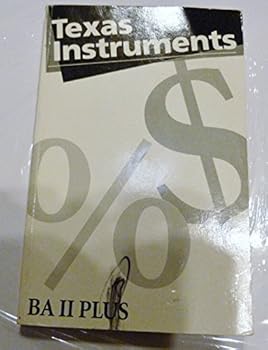 Texas
Instruments
%$
BA II PLUS